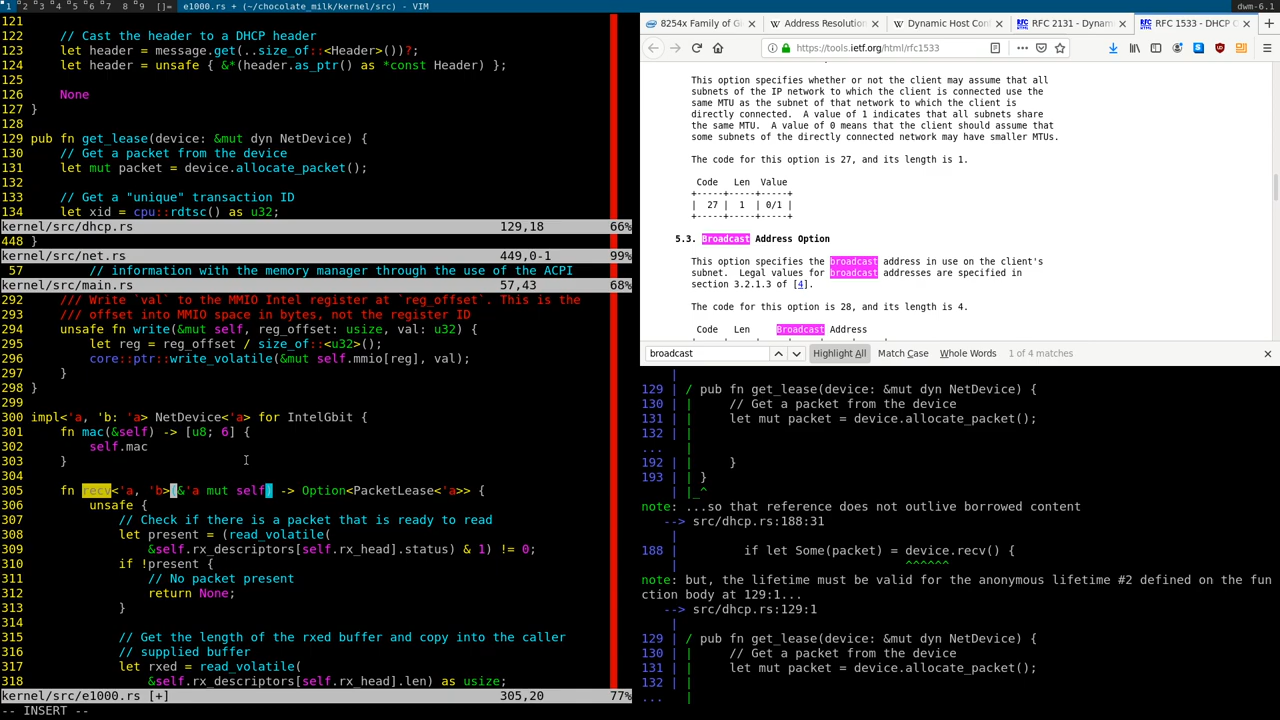 1 2 3 4 5 6 7 8 9 []= e1000.rs + (~/chocolate_milk/kernel/src) - VIM dwm-6.1
121
122 // Cast the header to a DHCP header
123 let header = message.get(..size_of::<Header>())?;
124 let header = unsafe { &*(header.as_ptr() as *const Header) };
125
126 None
127 }
128
129 pub fn get_lease(device: &mut dyn NetDevice) {
130 // Get a packet from the device
131 let mut packet = device.allocate_packet();
132
133 // Get a "unique" transaction ID
134 let xid = cpu::rdtsc() as u32;
kernel/src/dhcp.rs 129,18 66%
448 }
kernel/src/net.rs 449,0-1 99%
57 // information with the memory manager through the use of the ACPI
kernel/src/main.rs 57,43 68%
292 /// Write `val` to the MMIO Intel register at `reg_offset`. This is the
293 /// offset into MMIO space in bytes, not the register ID
294 unsafe fn write(&mut self, reg_offset: usize, val: u32) {
295 let reg = reg_offset / size_of::<u32>();
296 core::ptr::write_volatile(&mut self.mmio[reg], val);
297 }
298 }
299
300 impl<'a, 'b: 'a> NetDevice<'a> for IntelGbit {
301 fn mac(&self) -> [u8; 6] {
302 self.mac
303 }
304
305 fn recv<'a, 'b>(&'a mut self) -> Option<PacketLease<'a>> {
306 unsafe {
307 // Check if there is a packet that is ready to read
308 let present = (read_volatile(
309 &self.rx_descriptors[self.rx_head].status) & 1) != 0;
310 if !present {
311 // No packet present
312 return None;
313 }
314
315 // Get the length of the rxed buffer and copy into the caller
316 // supplied buffer
317 let rxed = read_volatile(
318 &self.rx_descriptors[self.rx_head].len) as usize;
kernel/src/e1000.rs [+] 305,20 77%
-- INSERT --
8254x Family of Gi
Address Resolution
Dynamic Host Con
RFC 2131 - Dynam
RFC 1533 - DHCP O
https://tools.ietf.org/html/rfc1533
This option specifies whether or not the client may assume that all
subnets of the IP network to which the client is connected use the
same MTU as the subnet of that network to which the client is
directly connected. A value of 1 indicates that all subnets share
the same MTU. A value of 0 means that the client should assume that
some subnets of the directly connected network may have smaller MTUs.
The code for this option is 27, and its length is 1.
Code Len Value
+-----+-----+-----+
| 27 | 1 | 0/1 |
+-----+-----+-----+
5.3. Broadcast Address Option
This option specifies the broadcast address in use on the client's
subnet. Legal values for broadcast addresses are specified in
section 3.2.1.3 of [4].
The code for this option is 28, and its length is 4.
Code Len Broadcast Address
broadcast Highlight All Match Case Whole Words 1 of 4 matches
|
129 | / pub fn get_lease(device: &mut dyn NetDevice) {
130 | | // Get a packet from the device
131 | | let mut packet = device.allocate_packet();
132 | |
... |
192 | | }
193 | | }
|_^
note: ...so that reference does not outlive borrowed content
--> src/dhcp.rs:188:31
|
188 | if let Some(packet) = device.recv() {
| ^^^^^^
note: but, the lifetime must be valid for the anonymous lifetime #2 defined on the fun
ction body at 129:1...
--> src/dhcp.rs:129:1
|
129 | / pub fn get_lease(device: &mut dyn NetDevice) {
130 | | // Get a packet from the device
131 | | let mut packet = device.allocate_packet();
132 | |
... |